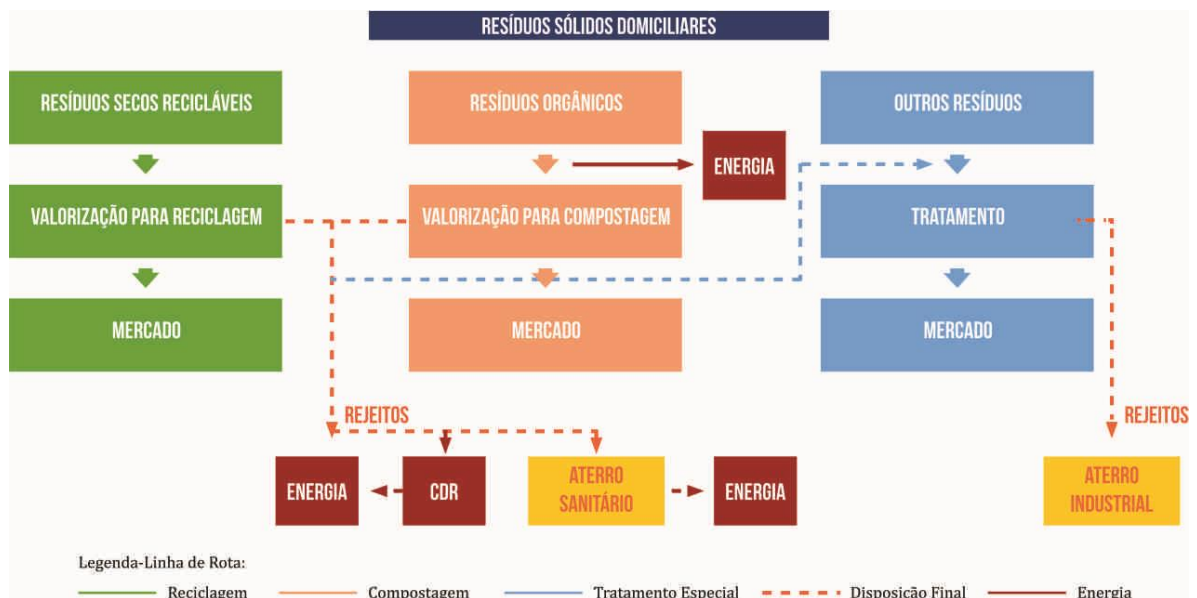 RESÍDUOS SÓLIDOS DOMICILIARES
RESÍDUOS SECOS RECICLÁVEIS
RESÍDUOS ORGÂNICOS
OUTROS RESÍDUOS
ENERGIA
VALORIZAÇÃO PARA RECICLAGEM
VALORIZAÇÃO PARA COMPOSTAGEM
TRATAMENTO
MERCADO
MERCADO
MERCADO
REJEITOS
REJEITOS
ENERGIA
CDR
ATERRO
SANITÁRIO
ENERGIA
ATERRO
INDUSTRIAL
Legenda-Linha de Rota:
Reciclagem
Compostagem
Tratamento Especial
Disposição Final
Energia